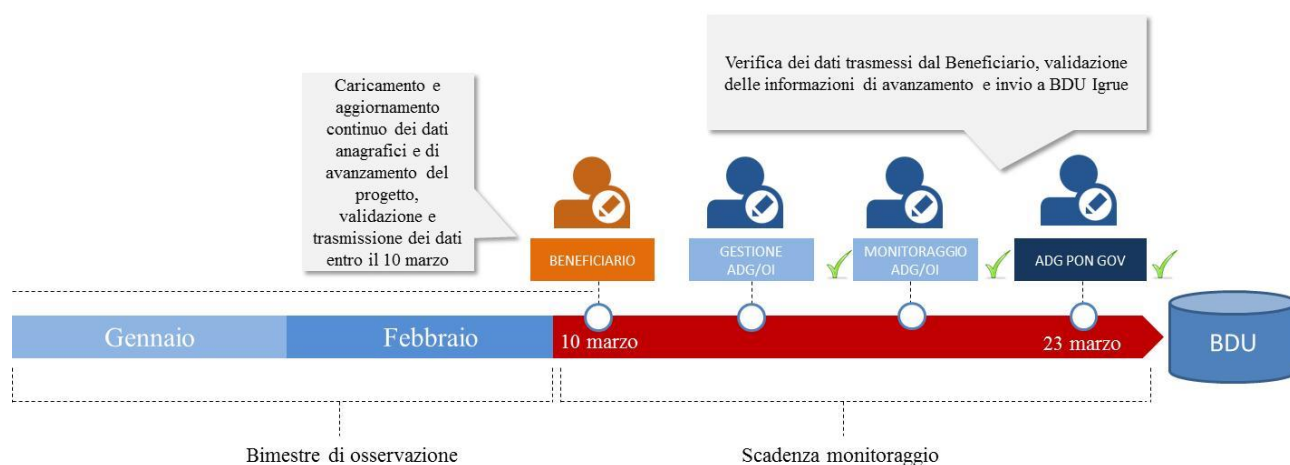 Caricamento e
aggiornamento
continuo dei dati
anagrafici e di
avanzamento del
progetto,
validazione e
trasmissione dei dati
entro il 10 marzo
Verifica dei dati trasmessi dal Beneficiario, validazione
delle informazioni di avanzamento e invio a BDU Igrue
BENEFICIARIO
GESTIONE
ADG/OI
MONITORAGGIO
ADG/OI
ADG PON GOV
Gennaio
Febbraio
10 marzo
23 marzo
BDU
Bimestre di osservazione
Scadenza monitoraggio